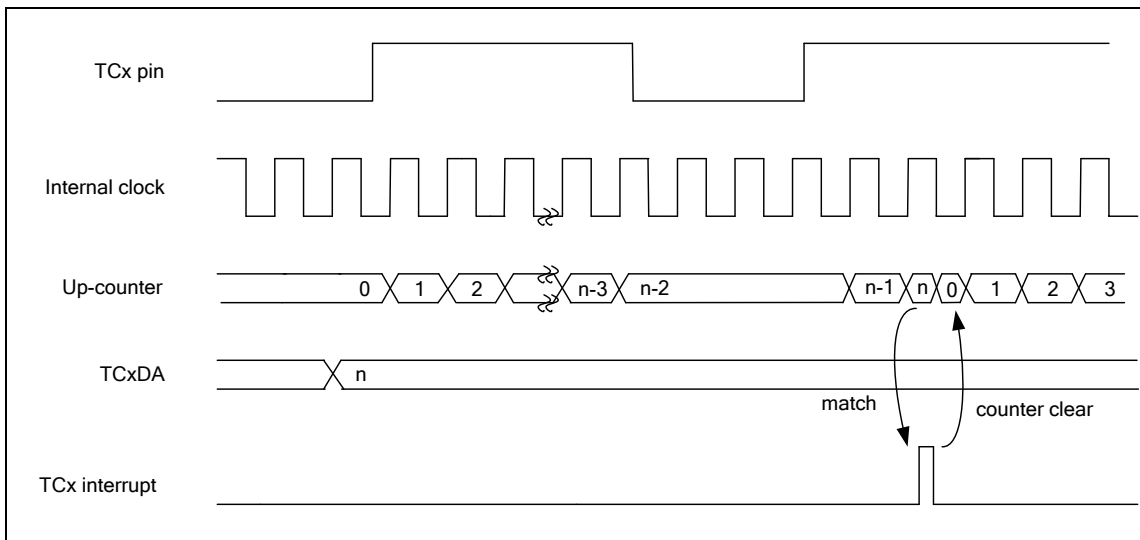 TCx pin
Internal clock
Up-counter
0 1 2 n-3 n-2 n-1 n 0 1 2 3
TCxDA
n
match
counter clear
TCx interrupt